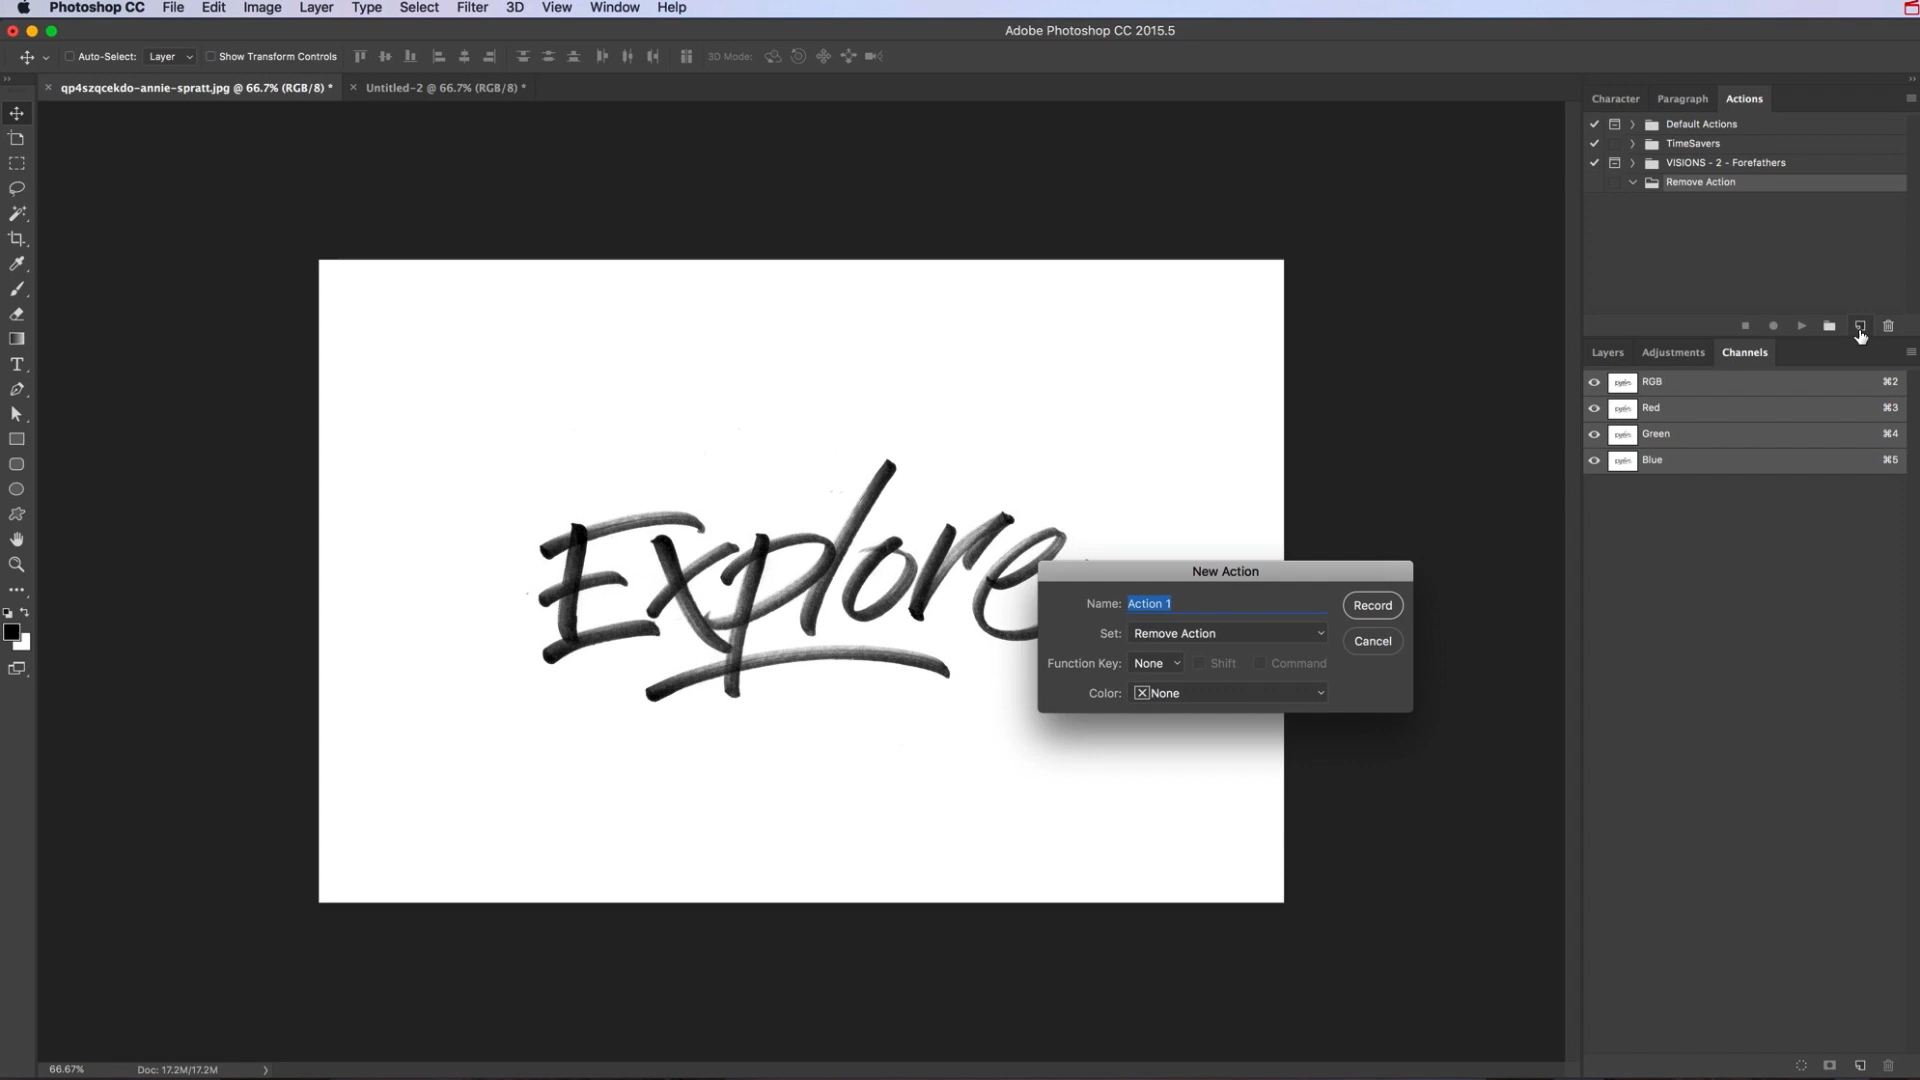 Photoshop CC File Edit Image Layer Type Select Filter 3D View Window Help
Adobe Photoshop CC 2015.5
Auto-Select: Layer Show Transform Controls 3D Mode:
qp4szqcekdo-annie-spratt.jpg @ 66.7% (RGB/8) * Untitled-2 @ 66.7% (RGB/8) *
Character Paragraph Actions
Default Actions
TimeSavers
VISIONS - 2 - Forefathers
Remove Action
Layers Adjustments Channels
RGB ⌘2
Red ⌘3
Green ⌘4
Blue ⌘5
Explore
New Action
Name: Action 1 Record
Set: Remove Action Cancel
Function Key: None Shift Command
Color: None
66.67% Doc: 17.2M/17.2M